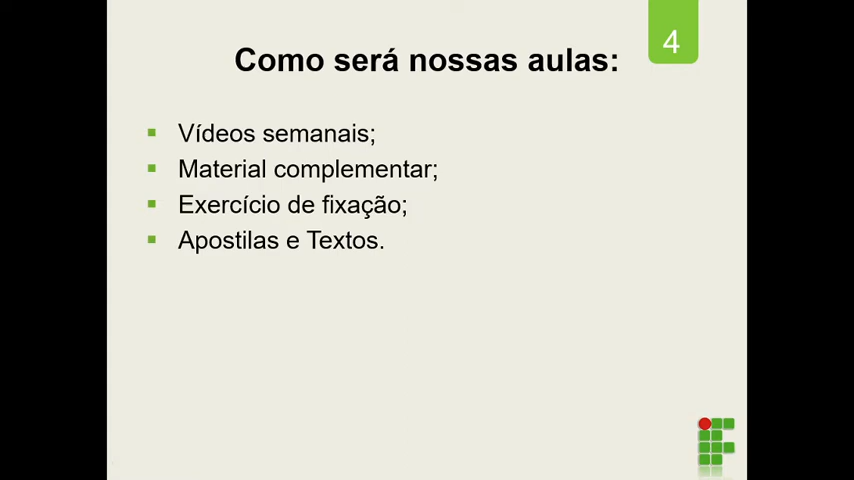 4
Como será nossas aulas:
Vídeos semanais;
Material complementar;
Exercício de fixação;
Apostilas e Textos.